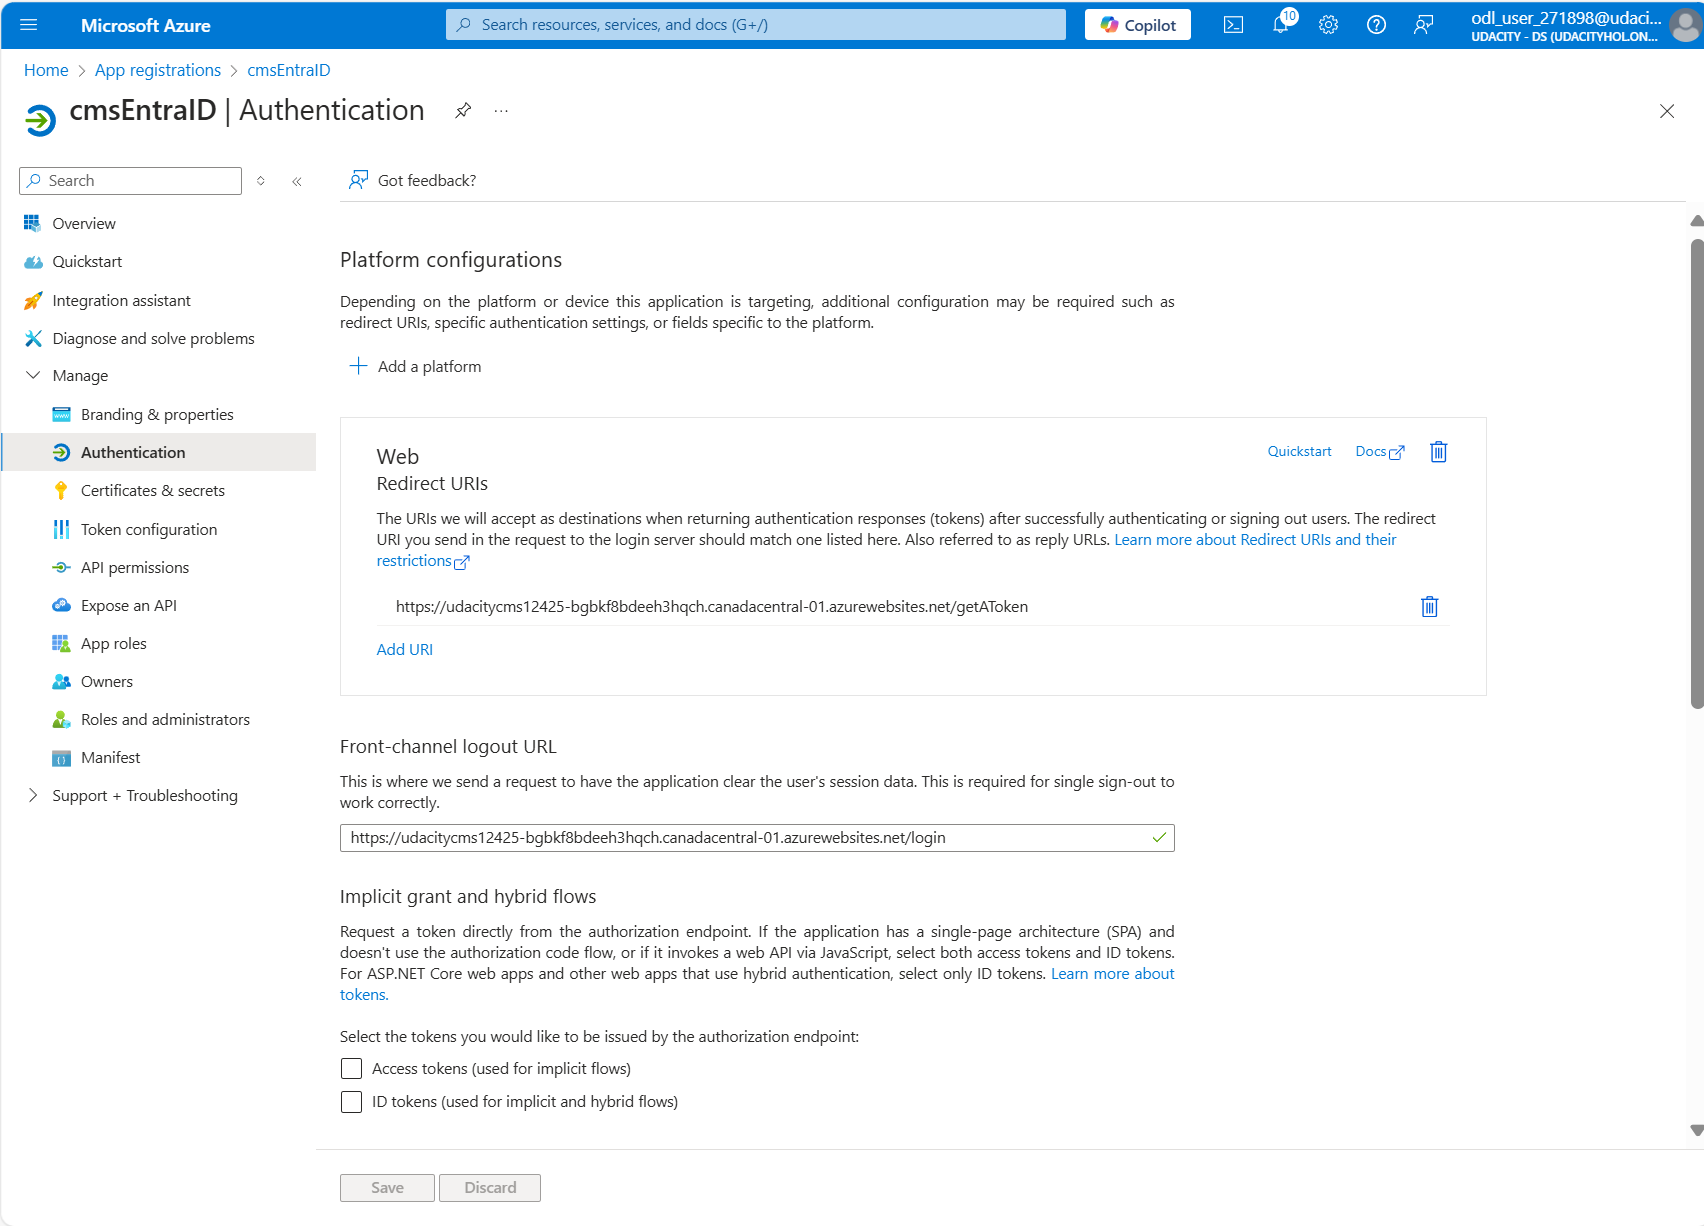 Microsoft Azure
Search resources, services, and docs (G+/)
Copilot
10
odl_user_271898@udaci...
UDACITY - DS (UDACITYHOL.ON...
Home > App registrations > cmsEntraID
cmsEntraID | Authentication
Search
Got feedback?
Overview
Quickstart
Integration assistant
Diagnose and solve problems
Manage
Branding & properties
Authentication
Certificates & secrets
Token configuration
API permissions
Expose an API
App roles
Owners
Roles and administrators
Manifest
Support + Troubleshooting
Platform configurations
Depending on the platform or device this application is targeting, additional configuration may be required such as
redirect URIs, specific authentication settings, or fields specific to the platform.
Add a platform
Web
Quickstart
Docs
Redirect URIs
The URIs we will accept as destinations when returning authentication responses (tokens) after successfully authenticating or signing out users. The redirect
URI you send in the request to the login server should match one listed here. Also referred to as reply URLs. Learn more about Redirect URIs and their
restrictions
https://udacitycms12425-bgbkf8bdeeh3hqch.canadacentral-01.azurewebsites.net/getAToken
Add URI
Front-channel logout URL
This is where we send a request to have the application clear the user's session data. This is required for single sign-out to
work correctly.
https://udacitycms12425-bgbkf8bdeeh3hqch.canadacentral-01.azurewebsites.net/login
Implicit grant and hybrid flows
Request a token directly from the authorization endpoint. If the application has a single-page architecture (SPA) and
doesn't use the authorization code flow, or if it invokes a web API via JavaScript, select both access tokens and ID tokens.
For ASP.NET Core web apps and other web apps that use hybrid authentication, select only ID tokens. Learn more about
tokens.
Select the tokens you would like to be issued by the authorization endpoint:
Access tokens (used for implicit flows)
ID tokens (used for implicit and hybrid flows)
Save
Discard